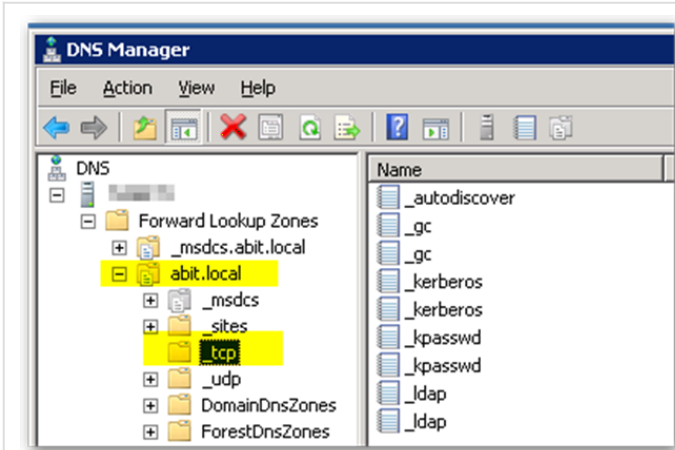 DNS Manager
File Action View Help
DNS
Forward Lookup Zones
_msdcs.abit.local
abit.local
_msdcs
_sites
_tcp
_udp
DomainDnsZones
ForestDnsZones
Name
_autodiscover
_gc
_gc
_kerberos
_kerberos
_kpasswd
_kpasswd
_ldap
_ldap